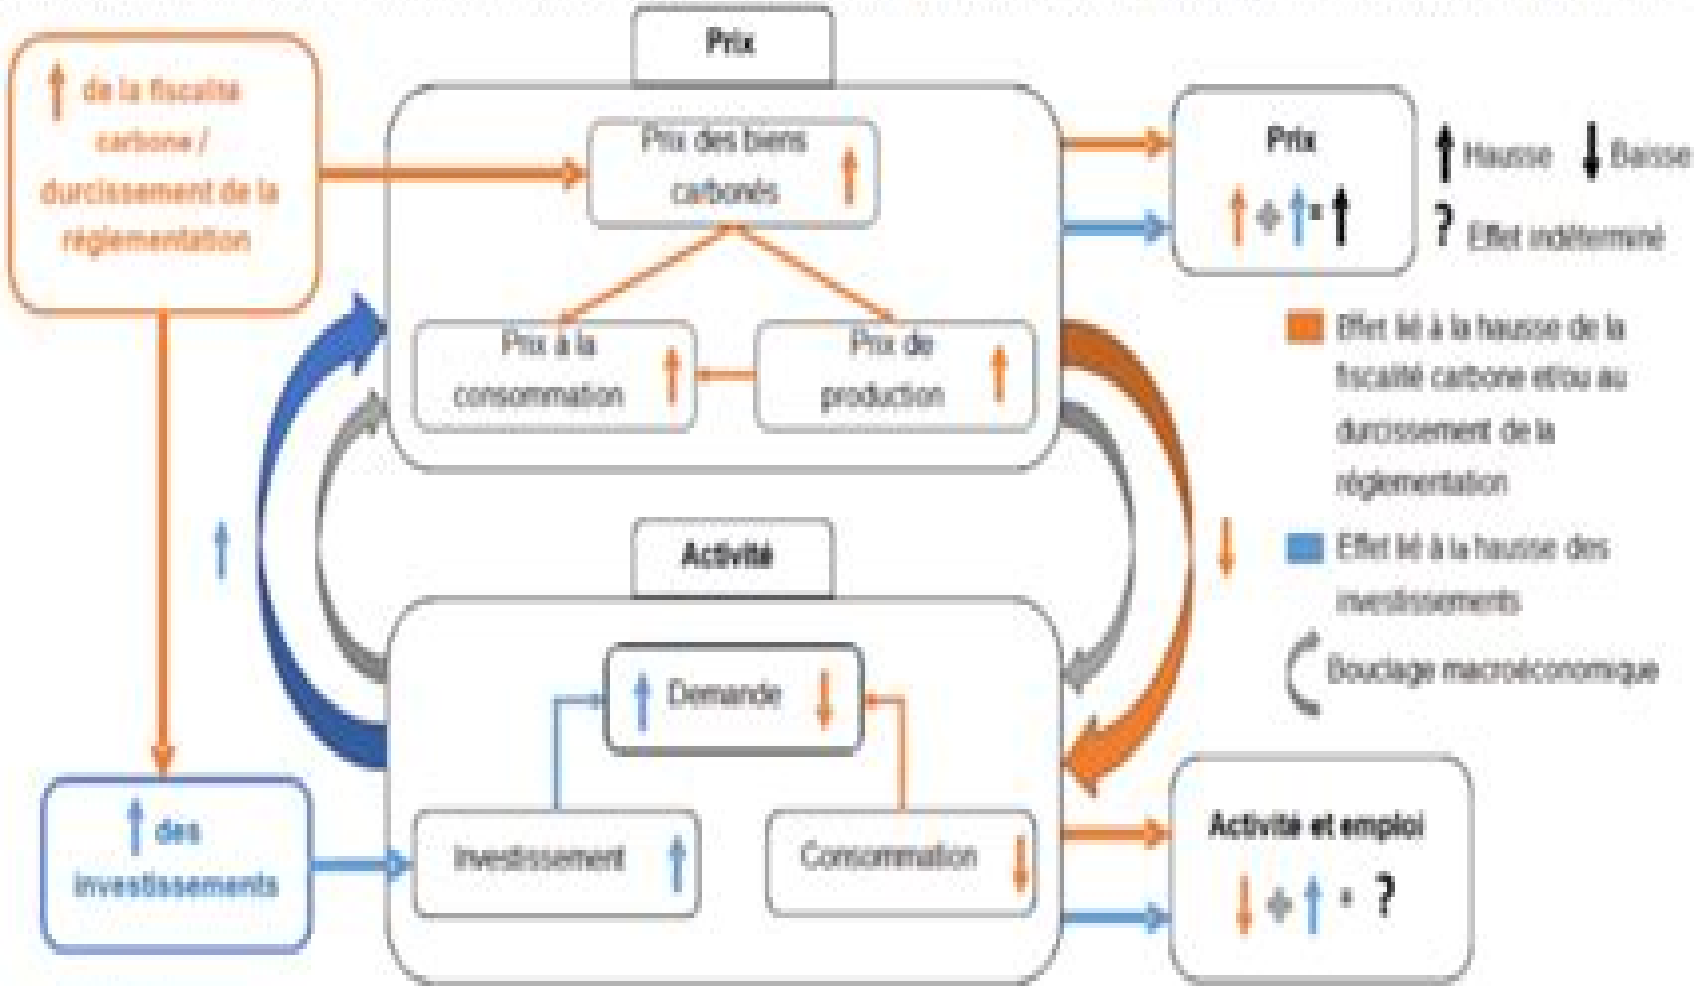 Prix
↑ de la fiscalité
carbone /
durcissement de la
réglementation
Prix des biens
carbonés ↑
Prix à la
consommation ↑
Prix de
production ↑
Prix
↑ + ↑ = ↑
↑ Hausse ↓ Baisse
? Effet indéterminé
Effet lié à la hausse de la
fiscalité carbone et/ou au
durcissement de la
réglementation
Effet lié à la hausse des
investissements
Bouclage macroéconomique
↑
↓
Activité
↑ Demande ↓
Investissement ↑
Consommation ↓
↑ des
investissements
Activité et emploi
↓ + ↑ = ?